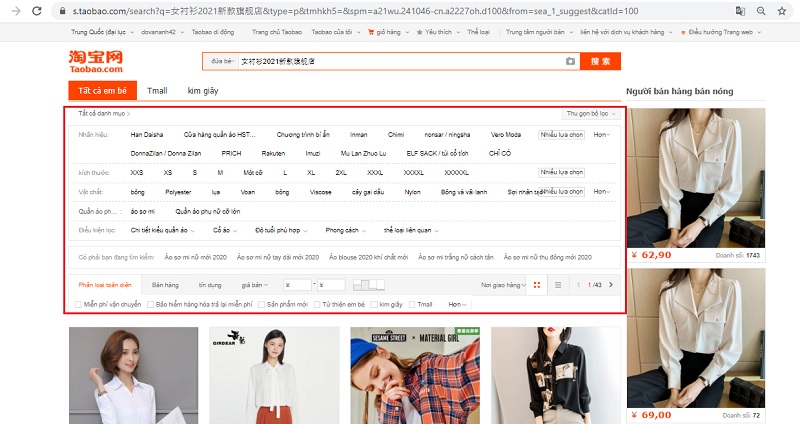 s.taobao.com/search?q=女衬衫2021新款旗舰店&type=p&tmhkh5=&spm=a21wu.241046-cn.a2227oh.d100&from=sea_1_suggest&catId=100
Trung Quốc (đại lục) dovananh42 Taobao di động Trang chủ Taobao Taobao của tôi giỏ hàng Yêu thích Thể loại Trung tâm người bán liên hệ với dịch vụ khách hàng Điều hướng Trang web
淘宝网
Taobao.com
đứa bé 女衬衫2021新款旗舰店 搜索
Tất cả em bé Tmall kim giây Người bán hàng bán nóng
Tất cả danh mục > Thu gọn bộ lọc
Nhãn hiệu: Han Daisha Cửa hàng quần áo HST... Chương trình bí ẩn Inman Chimi nonsar / ningsha Vero Moda Nhiều lựa chọn Hơn
DonnaZilan / Donna Zilan PRICH Rakuten Imuzi Mu Lan Zhuo Lu ELF SACK / túi cổ tích CHỈ CÓ
kích thước: XXS XS S M Một cỡ L XL 2XL XXXL XXXXL XXXXXL Nhiều lựa chọn
Vật chất: bông Polyester lụa Voan bông Viscose cây gai dầu Nylon Bông và vải lanh Sợi nhân tạo Nhiều lựa chọn Hơn
Quần áo ph... : áo sơ mi Quần áo phụ nữ cỡ lớn
Điều kiện lọc: Chi tiết kiểu quần áo Cổ áo Độ tuổi phù hợp Phong cách thể loại liên quan
Có phải bạn đang tìm kiếm: Áo sơ mi nữ mới 2020 Áo sơ mi nữ tay dài mới 2020 Áo blouse 2020 khí chất mới Áo sơ mi trắng nữ cách tân Áo sơ mi nữ thu đông mới 2020
¥ 62,90 Doanh số: 1743
Phân loại toàn diện Bán hàng tín dụng giá bán ¥ - ¥ Nơi giao hàng < 1 /43 >
Miễn phí vận chuyển Bảo hiểm hàng hóa trả lại miễn phí Sản phẩm mới Từ thiện em bé kim giây Tmall Hơn
GIRDEAR
SESAME STREET × MATERIAL GIRL
¥ 69,00 Doanh số: 72